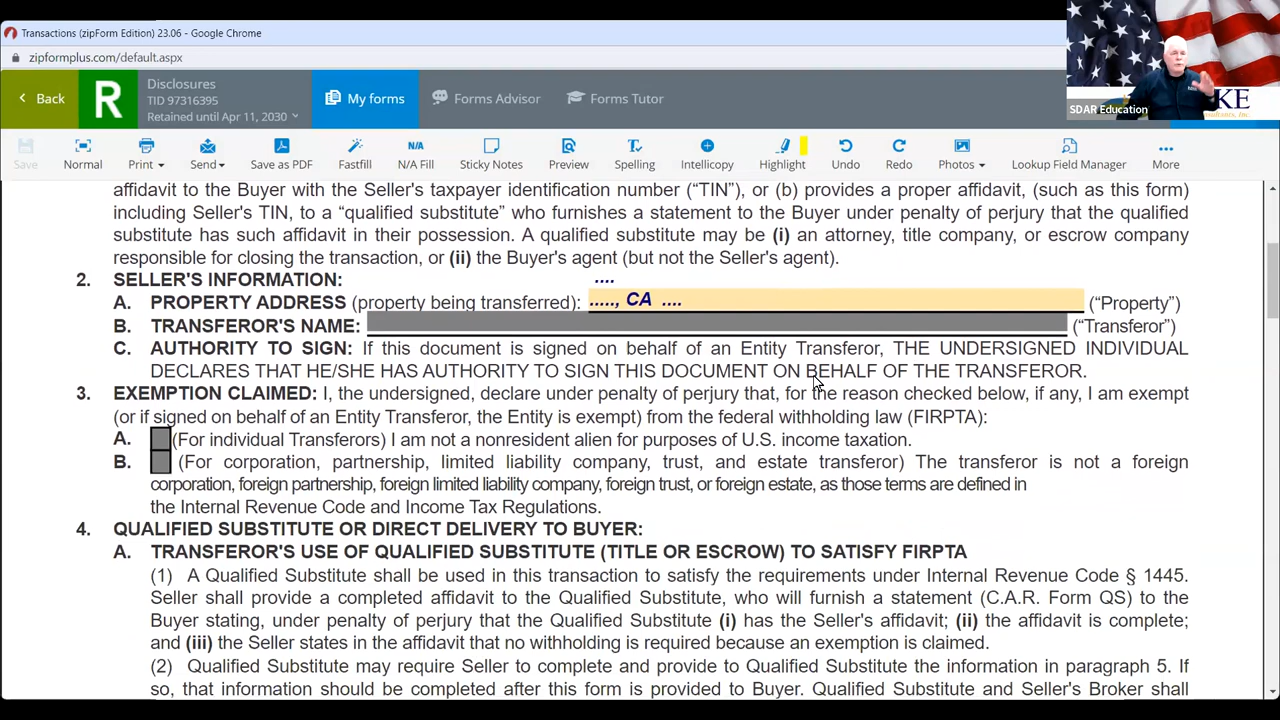 Transactions (zipForm Edition) 23.06 - Google Chrome
zipformplus.com/default.aspx
Back
R
Disclosures
TID 97316395
Retained until Apr 11, 2030
My forms
Forms Advisor
Forms Tutor
SDAR Education
KE
Save
Normal
Print
Send
Save as PDF
Fastfill
N/A
N/A Fill
Sticky Notes
Preview
Spelling
Intellicopy
Highlight
Undo
Redo
Photos
Lookup Field Manager
More
affidavit to the Buyer with the Seller's taxpayer identification number (“TIN”), or (b) provides a proper affidavit, (such as this form)
including Seller's TIN, to a “qualified substitute” who furnishes a statement to the Buyer under penalty of perjury that the qualified
substitute has such affidavit in their possession. A qualified substitute may be (i) an attorney, title company, or escrow company
responsible for closing the transaction, or (ii) the Buyer's agent (but not the Seller's agent).
2. SELLER'S INFORMATION: ....
A. PROPERTY ADDRESS (property being transferred): ....., CA .... (“Property”)
B. TRANSFEROR'S NAME: (“Transferor”)
C. AUTHORITY TO SIGN: If this document is signed on behalf of an Entity Transferor, THE UNDERSIGNED INDIVIDUAL
DECLARES THAT HE/SHE HAS AUTHORITY TO SIGN THIS DOCUMENT ON BEHALF OF THE TRANSFEROR.
3. EXEMPTION CLAIMED: I, the undersigned, declare under penalty of perjury that, for the reason checked below, if any, I am exempt
(or if signed on behalf of an Entity Transferor, the Entity is exempt) from the federal withholding law (FIRPTA):
A. (For individual Transferors) I am not a nonresident alien for purposes of U.S. income taxation.
B. (For corporation, partnership, limited liability company, trust, and estate transferor) The transferor is not a foreign
corporation, foreign partnership, foreign limited liability company, foreign trust, or foreign estate, as those terms are defined in
the Internal Revenue Code and Income Tax Regulations.
4. QUALIFIED SUBSTITUTE OR DIRECT DELIVERY TO BUYER:
A. TRANSFEROR'S USE OF QUALIFIED SUBSTITUTE (TITLE OR ESCROW) TO SATISFY FIRPTA
(1) A Qualified Substitute shall be used in this transaction to satisfy the requirements under Internal Revenue Code § 1445.
Seller shall provide a completed affidavit to the Qualified Substitute, who will furnish a statement (C.A.R. Form QS) to the
Buyer stating, under penalty of perjury, that the Qualified Substitute (i) has the Seller's affidavit; (ii) the affidavit is complete;
and (iii) the Seller states in the affidavit that no withholding is required because an exemption is claimed.
(2) Qualified Substitute may require Seller to complete and provide to Qualified Substitute the information in paragraph 5. If
so, that information should be completed after this form is provided to Buyer. Qualified Substitute and Seller's Broker shall